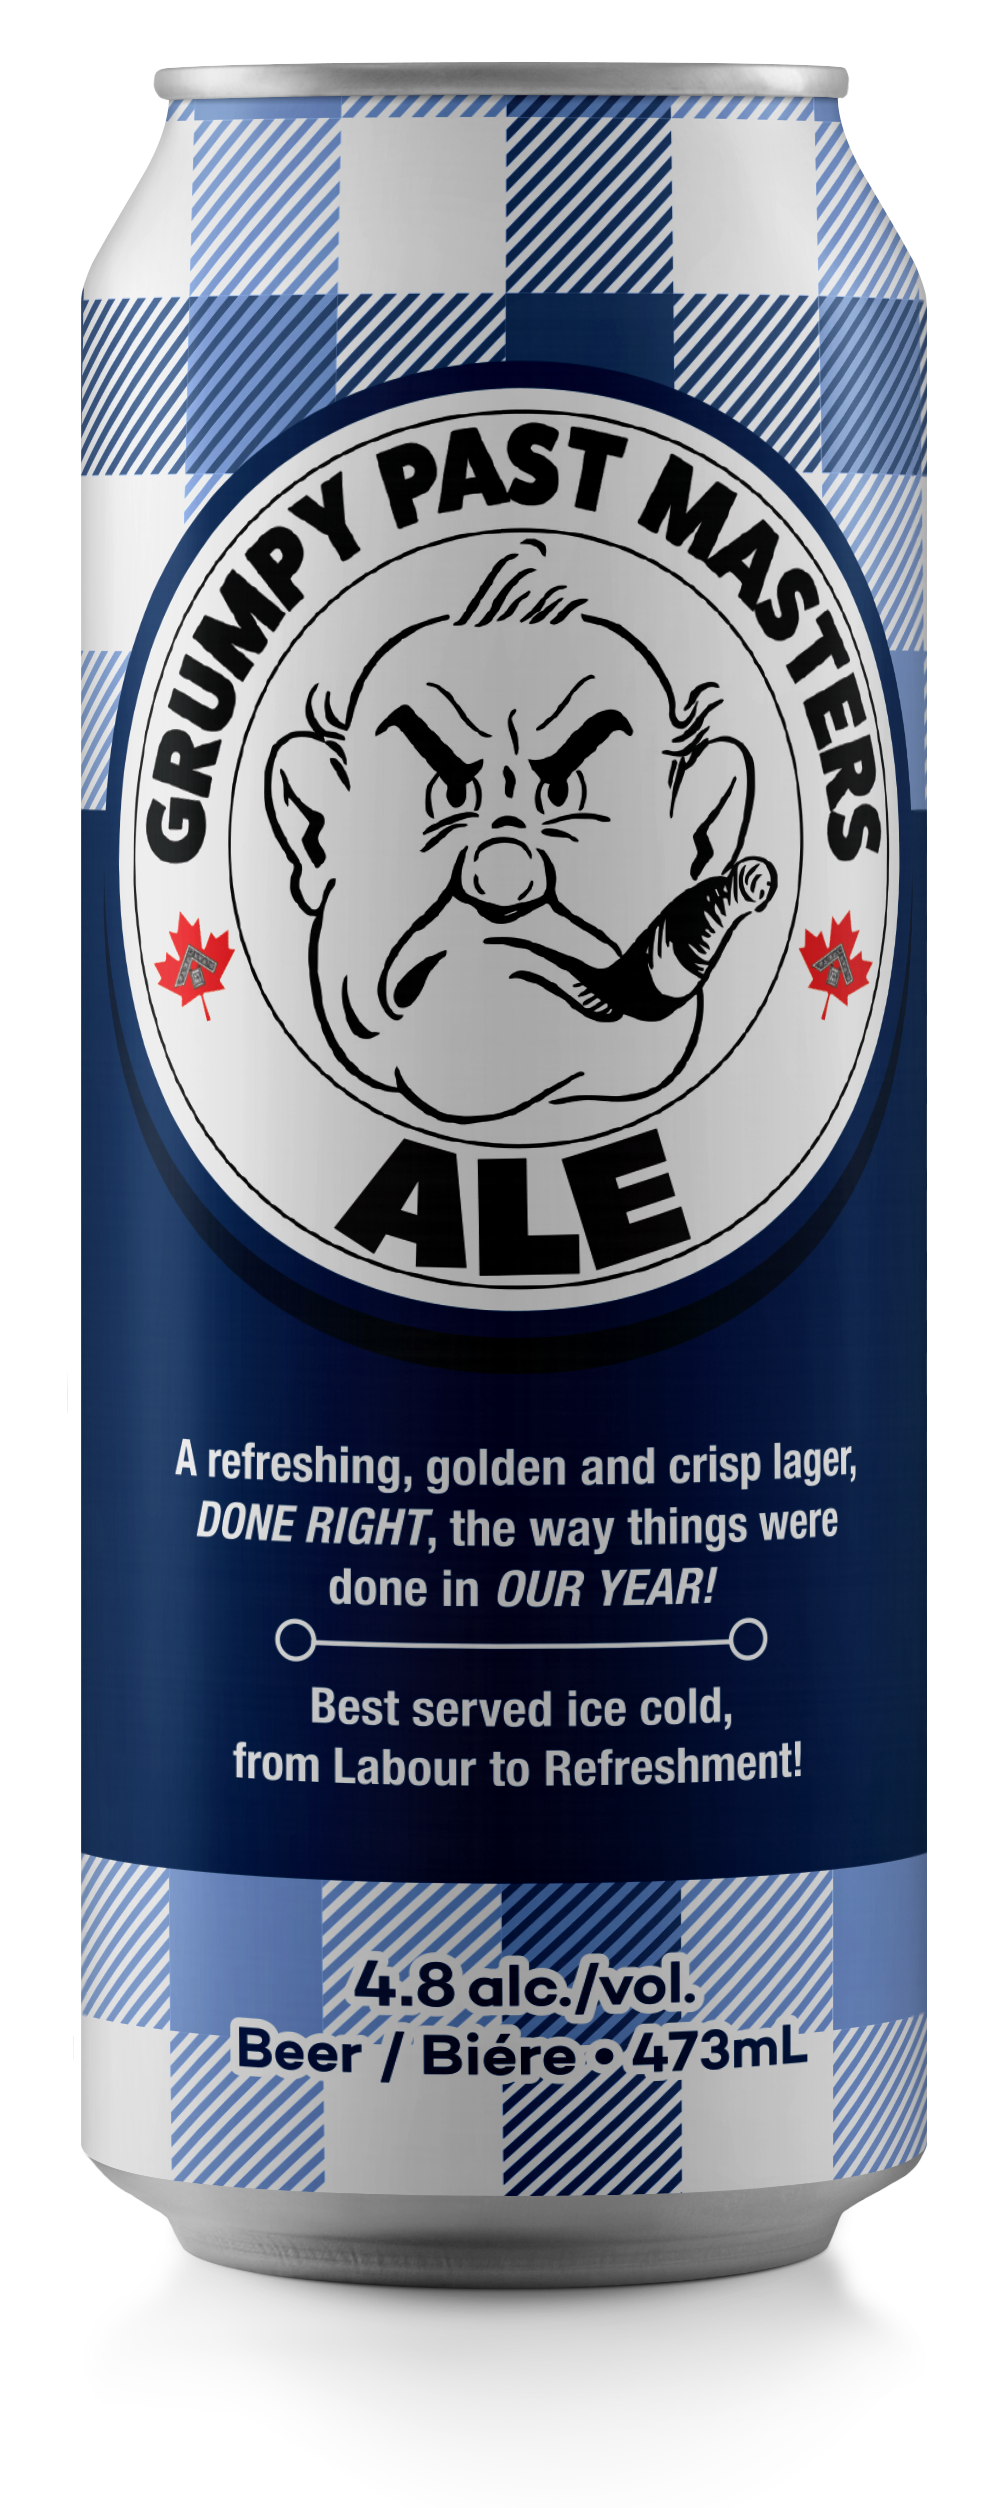 GRUMPY PAST MASTERS
ALE
A refreshing, golden and crisp lager,
DONE RIGHT, the way things were
done in OUR YEAR!
Best served ice cold,
from Labour to Refreshment!
4.8 alc./vol.
Beer / Biére • 473mL